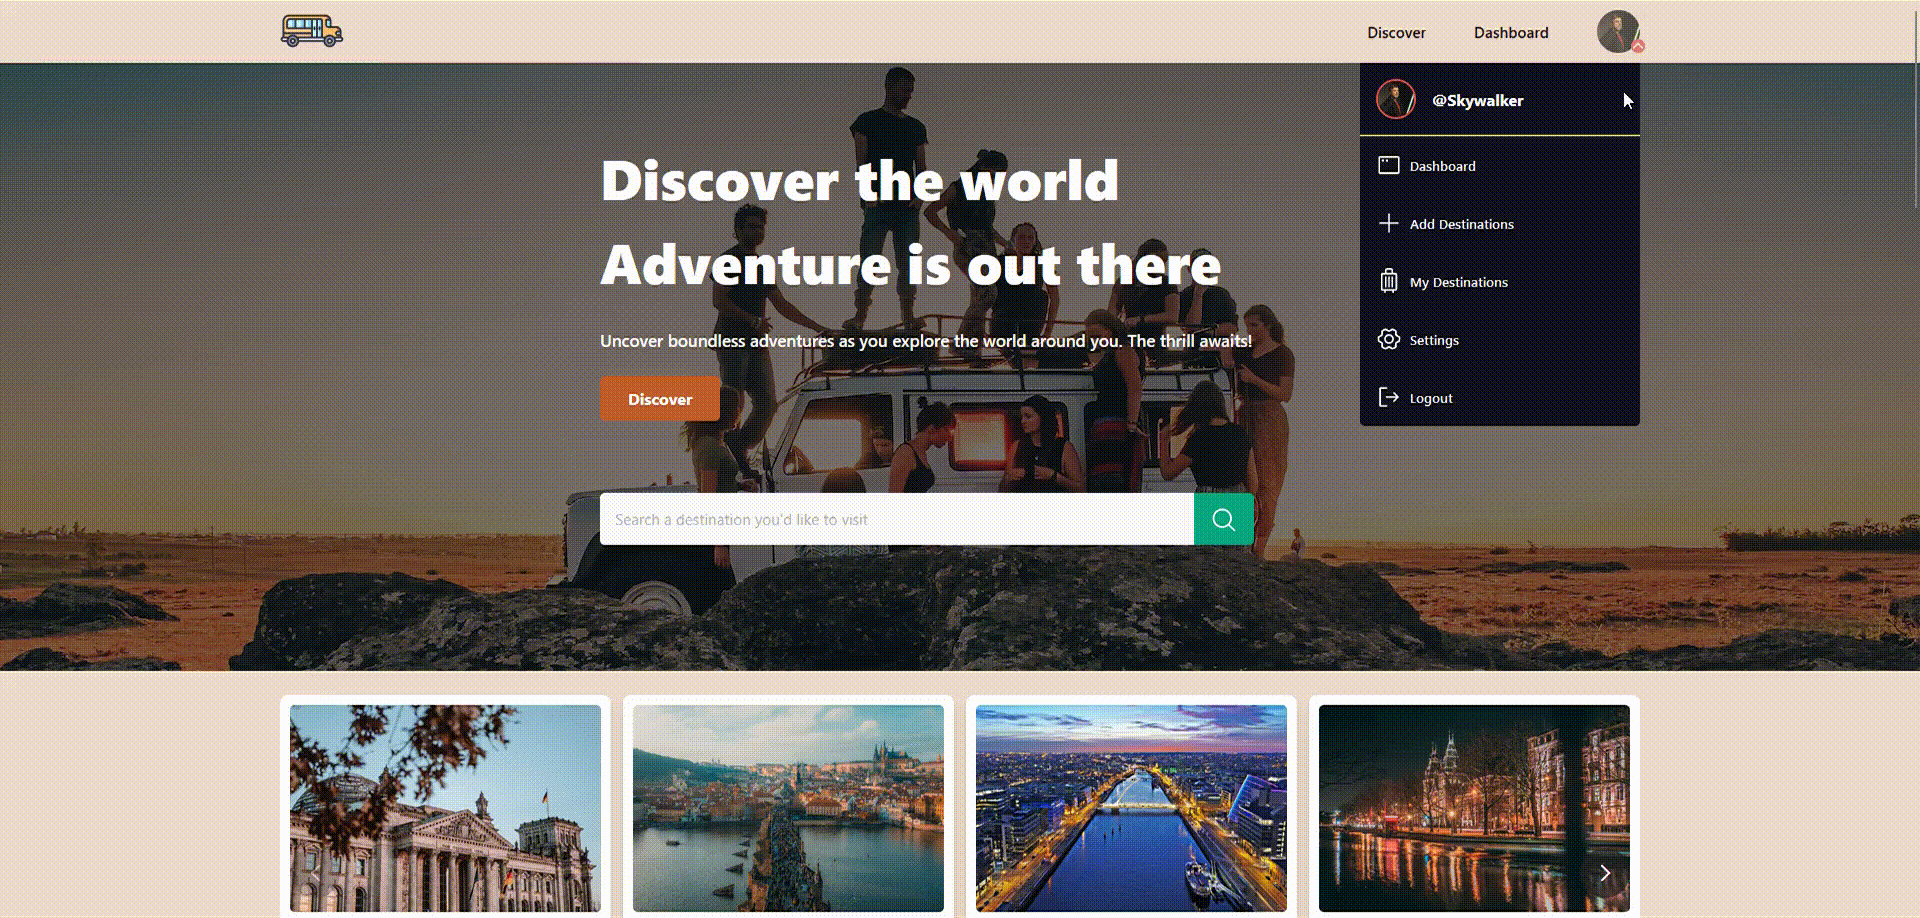 Discover
Dashboard
@Skywalker
Dashboard
Add Destinations
My Destinations
Settings
Logout
Discover the world
Adventure is out there
Uncover boundless adventures as you explore the world around you. The thrill awaits!
Discover
Search a destination you'd like to visit